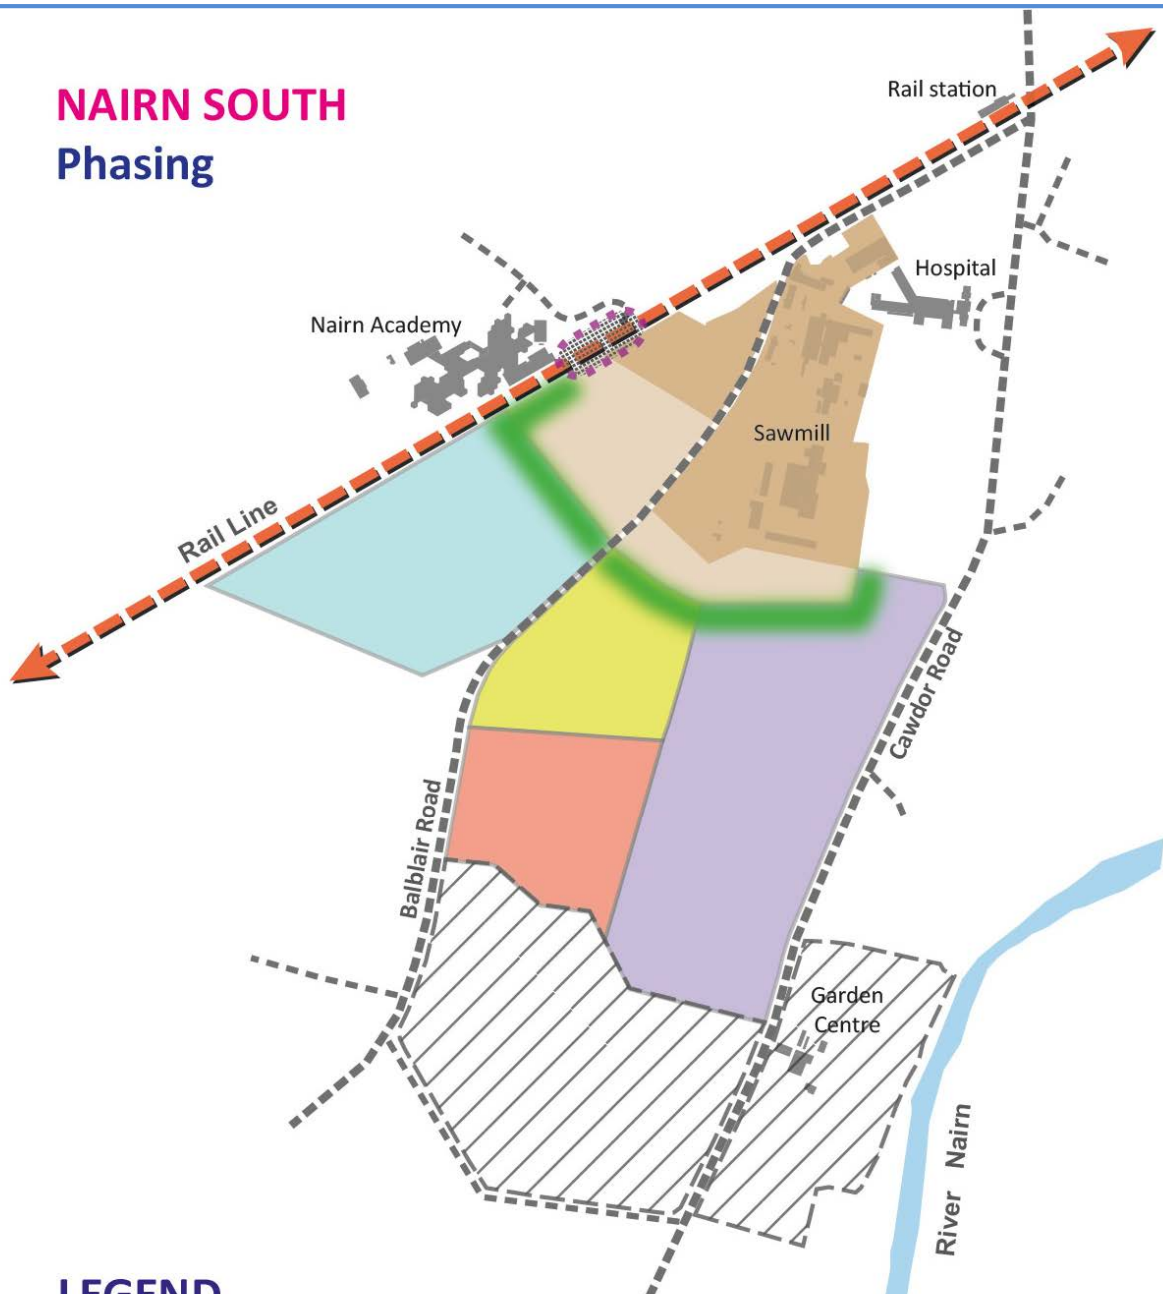 NAIRN SOUTH
Phasing
Rail station
Hospital
Nairn Academy
Sawmill
Rail Line
Cawdor Road
Balblair Road
Garden
Centre
River Nairn
LEGEND